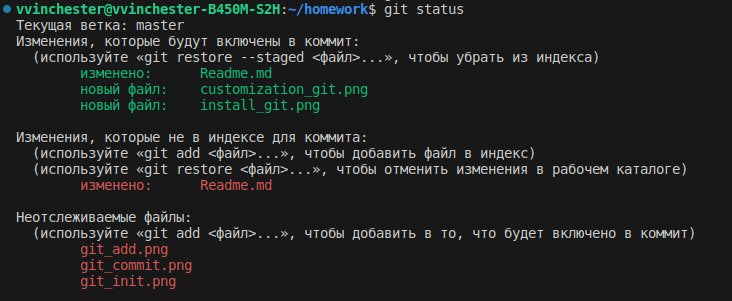 vvinchester@vvinchester-B450M-S2H:~/homework$ git status
Текущая ветка: master
Изменения, которые будут включены в коммит:
  (используйте «git restore --staged <файл>...», чтобы убрать из индекса)
        изменено:      Readme.md
        новый файл:    customization_git.png
        новый файл:    install_git.png

Изменения, которые не в индексе для коммита:
  (используйте «git add <файл>...», чтобы добавить файл в индекс)
  (используйте «git restore <файл>...», чтобы отменить изменения в рабочем каталоге)
        изменено:      Readme.md

Неотслеживаемые файлы:
  (используйте «git add <файл>...», чтобы добавить в то, что будет включено в коммит)
        git_add.png
        git_commit.png
        git_init.png